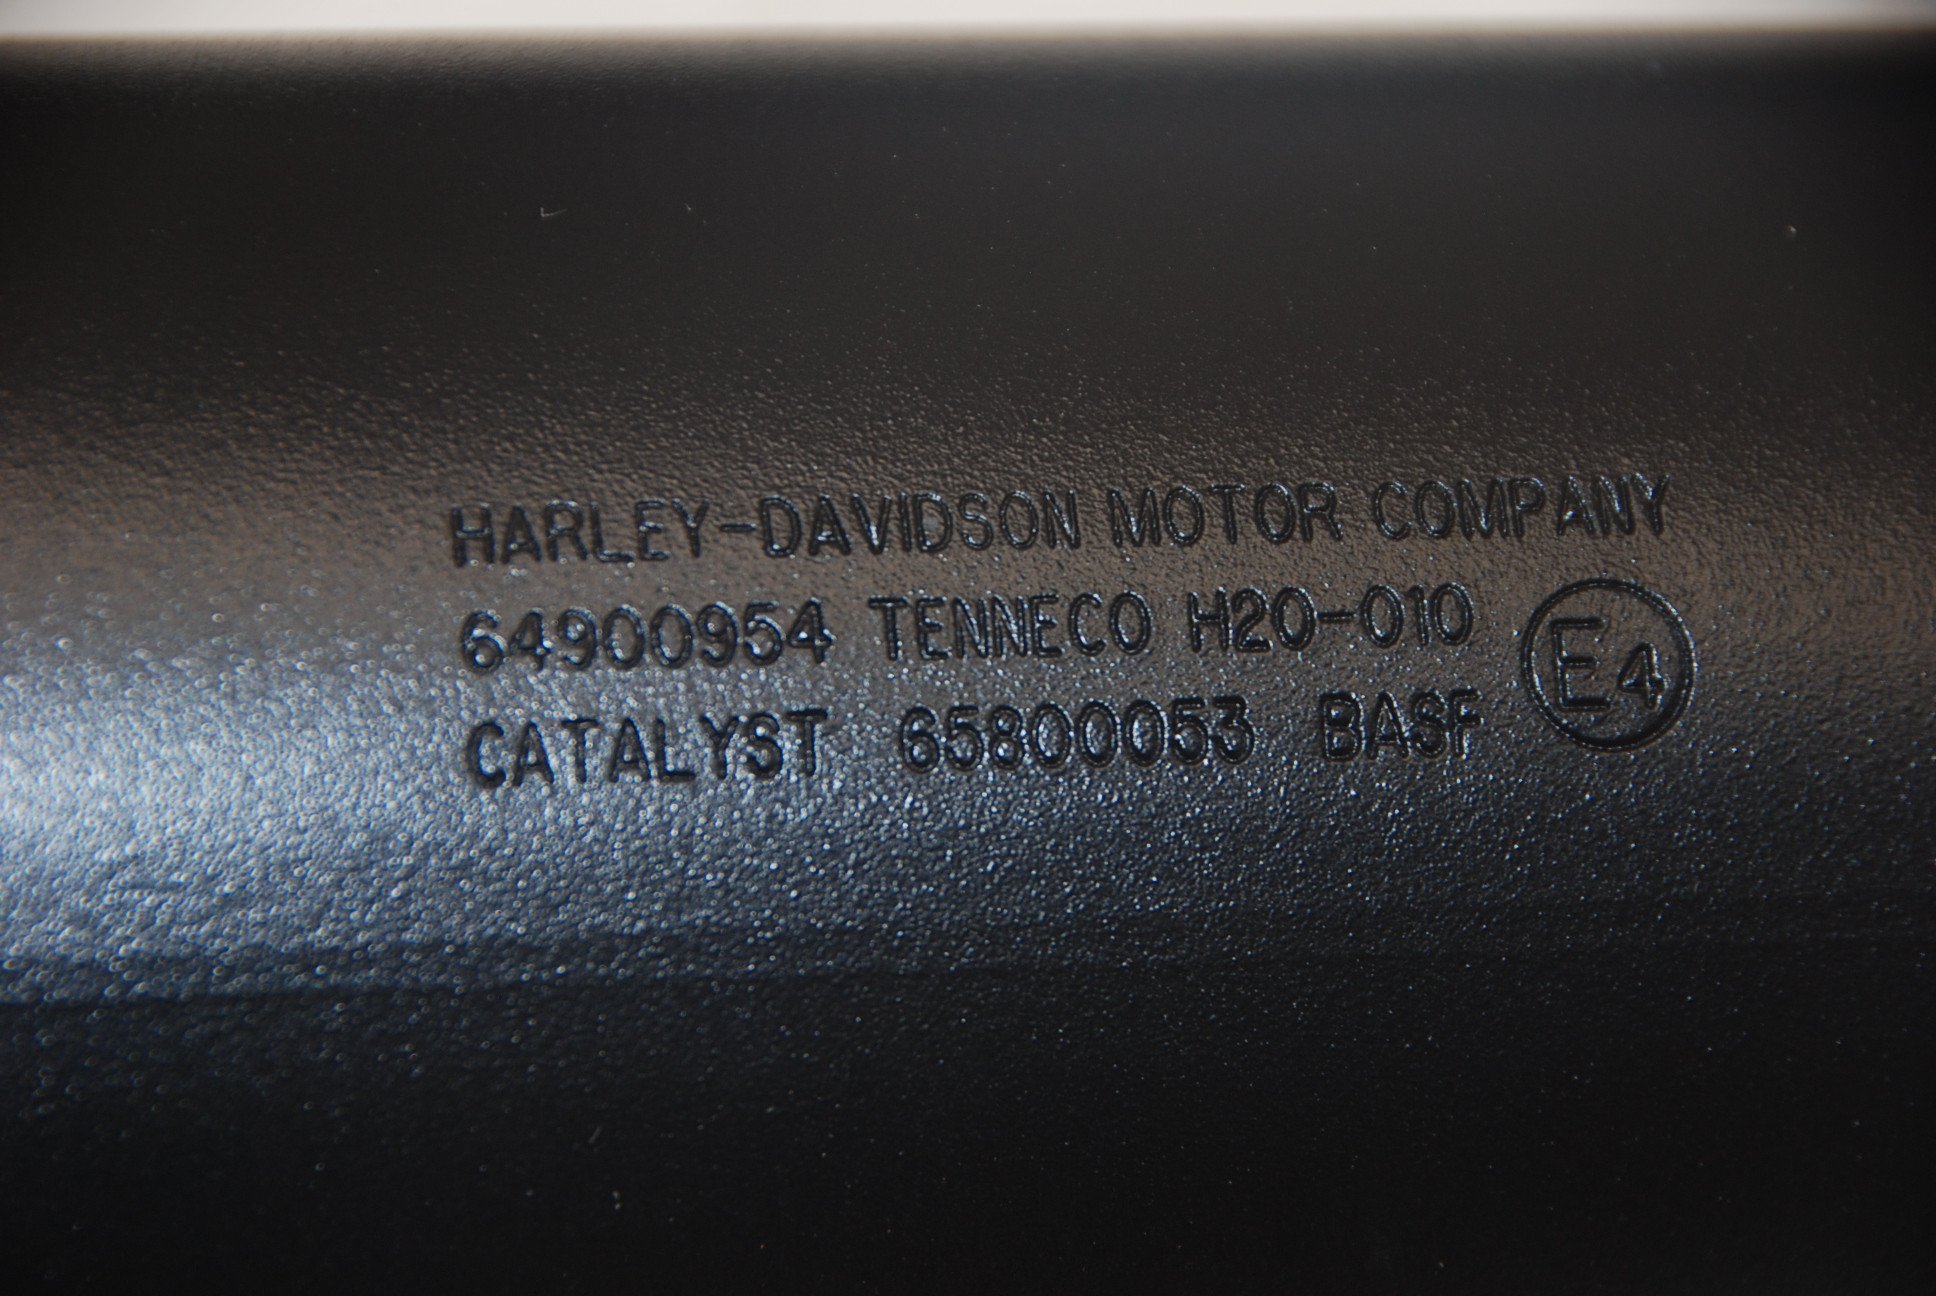 HARLEY-DAVIDSON MOTOR COMPANY
64900954 TENNECO H20-010 E4
CATALYST 65800053 BASF